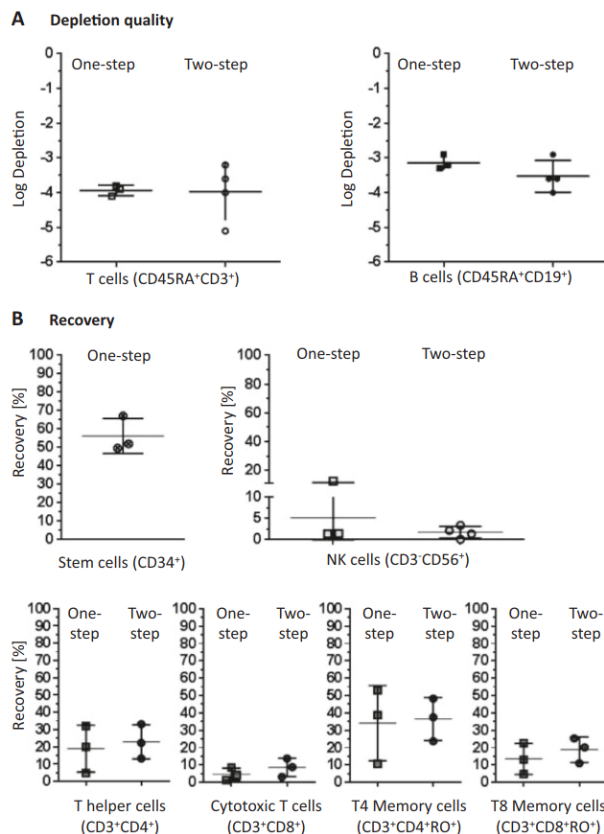 A Depletion quality
One-step Two-step
Log Depletion
0
-1
-2
-3
-4
-5
-6
T cells (CD45RA+CD3+)
One-step Two-step
Log Depletion
0
-1
-2
-3
-4
-5
-6
B cells (CD45RA+CD19+)
B Recovery
One-step
Recovery [%]
100
90
80
70
60
50
40
30
20
10
0
Stem cells (CD34+)
One-step Two-step
Recovery [%]
100
80
60
40
20
10
5
0
NK cells (CD3-CD56+)
One- Two-
step step
Recovery [%]
100
90
80
70
60
50
40
30
20
10
0
T helper cells
(CD3+CD4+)
One- Two-
step step
100
90
80
70
60
50
40
30
20
10
0
Cytotoxic T cells
(CD3+CD8+)
One- Two-
step step
100
90
80
70
60
50
40
30
20
10
0
T4 Memory cells
(CD3+CD4+RO+)
One- Two-
step step
100
90
80
70
60
50
40
30
20
10
0
T8 Memory cells
(CD3+CD8+RO+)